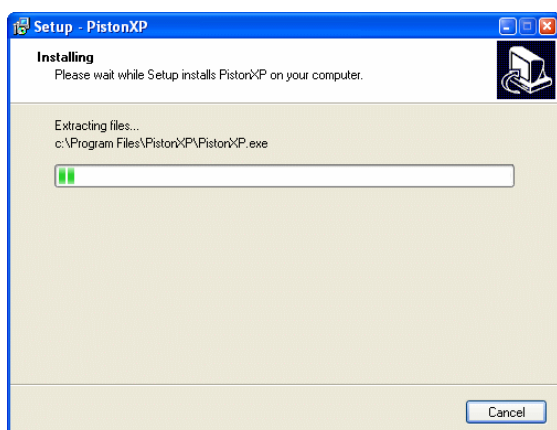 Setup - PistonXP
Installing
Please wait while Setup installs PistonXP on your computer.
Extracting files...
c:\Program Files\PistonXP\PistonXP.exe
Cancel